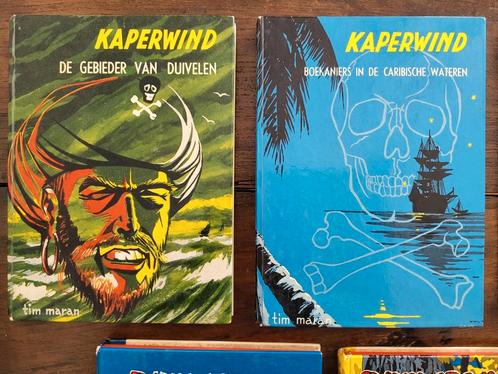 KAPERWIND
DE GEBIEDER VAN DUIVELEN
tim maran
KAPERWIND
BOEKANIERS IN DE CARIBISCHE WATEREN
tim maran